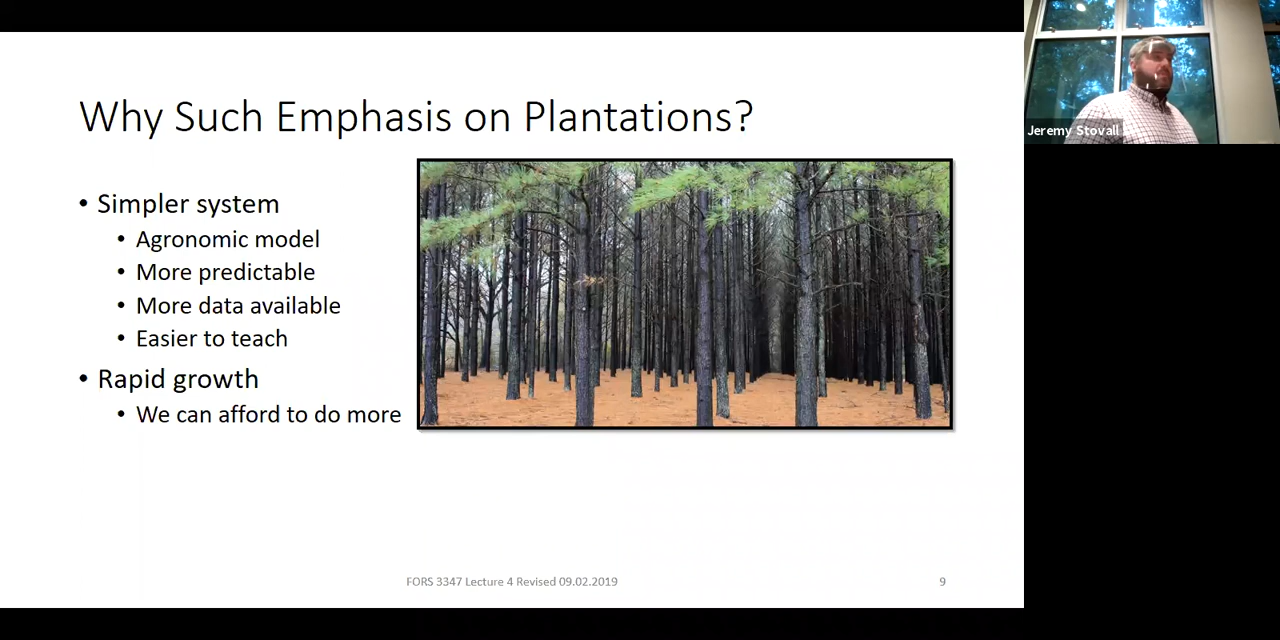 Why Such Emphasis on Plantations?
• Simpler system
• Agronomic model
• More predictable
• More data available
• Easier to teach
• Rapid growth
• We can afford to do more
FORS 3347 Lecture 4 Revised 09.02.2019
9
Jeremy Stovall